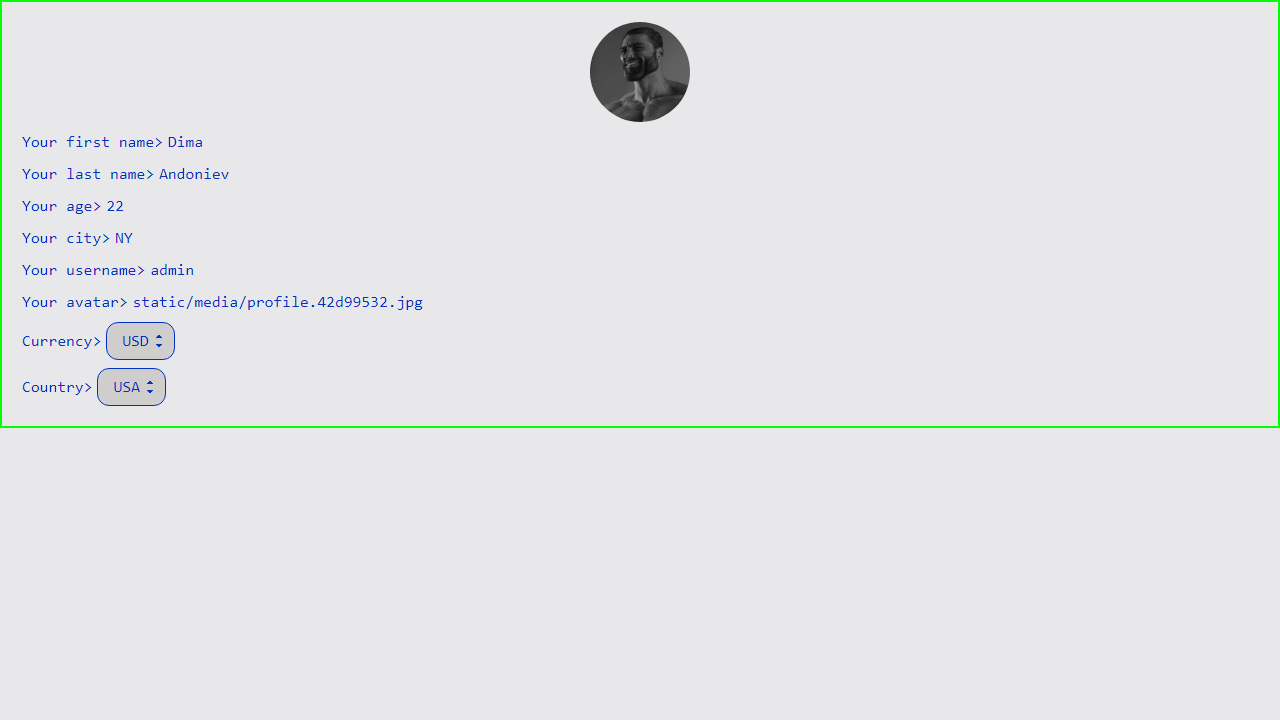 Your first name> Dima
Your last name> Andoniev
Your age> 22
Your city> NY
Your username> admin
Your avatar> static/media/profile.42d99532.jpg
Currency> USD
Country> USA